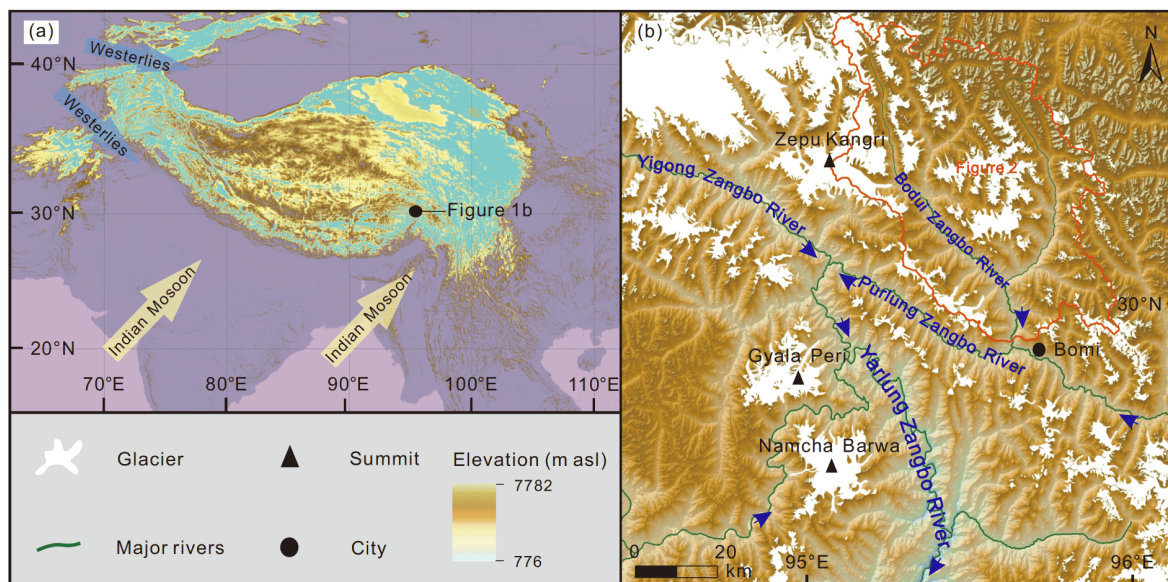 (a)
Westerlies
Westerlies
40°N
30°N
20°N
Figure 1b
Indian Mosoon
Indian Mosoon
70°E
80°E
90°E
100°E
110°E
Glacier
Summit
Elevation (m asl)
7782
776
Major rivers
City
(b)
N
Zepu Kangri
Figure 2
Yigong Zangbo River
Bodui Zangbo River
Purlung Zangbo River
30°N
Bomi
Gyala Peri
Yarlung Zangbo River
Namcha Barwa
0
20
km
95°E
96°E